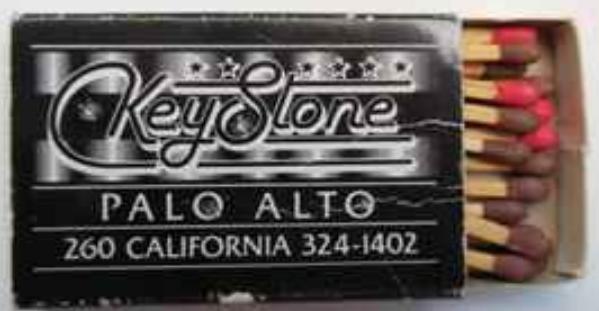 KeyStone
PALO ALTO
260 CALIFORNIA 324-1402